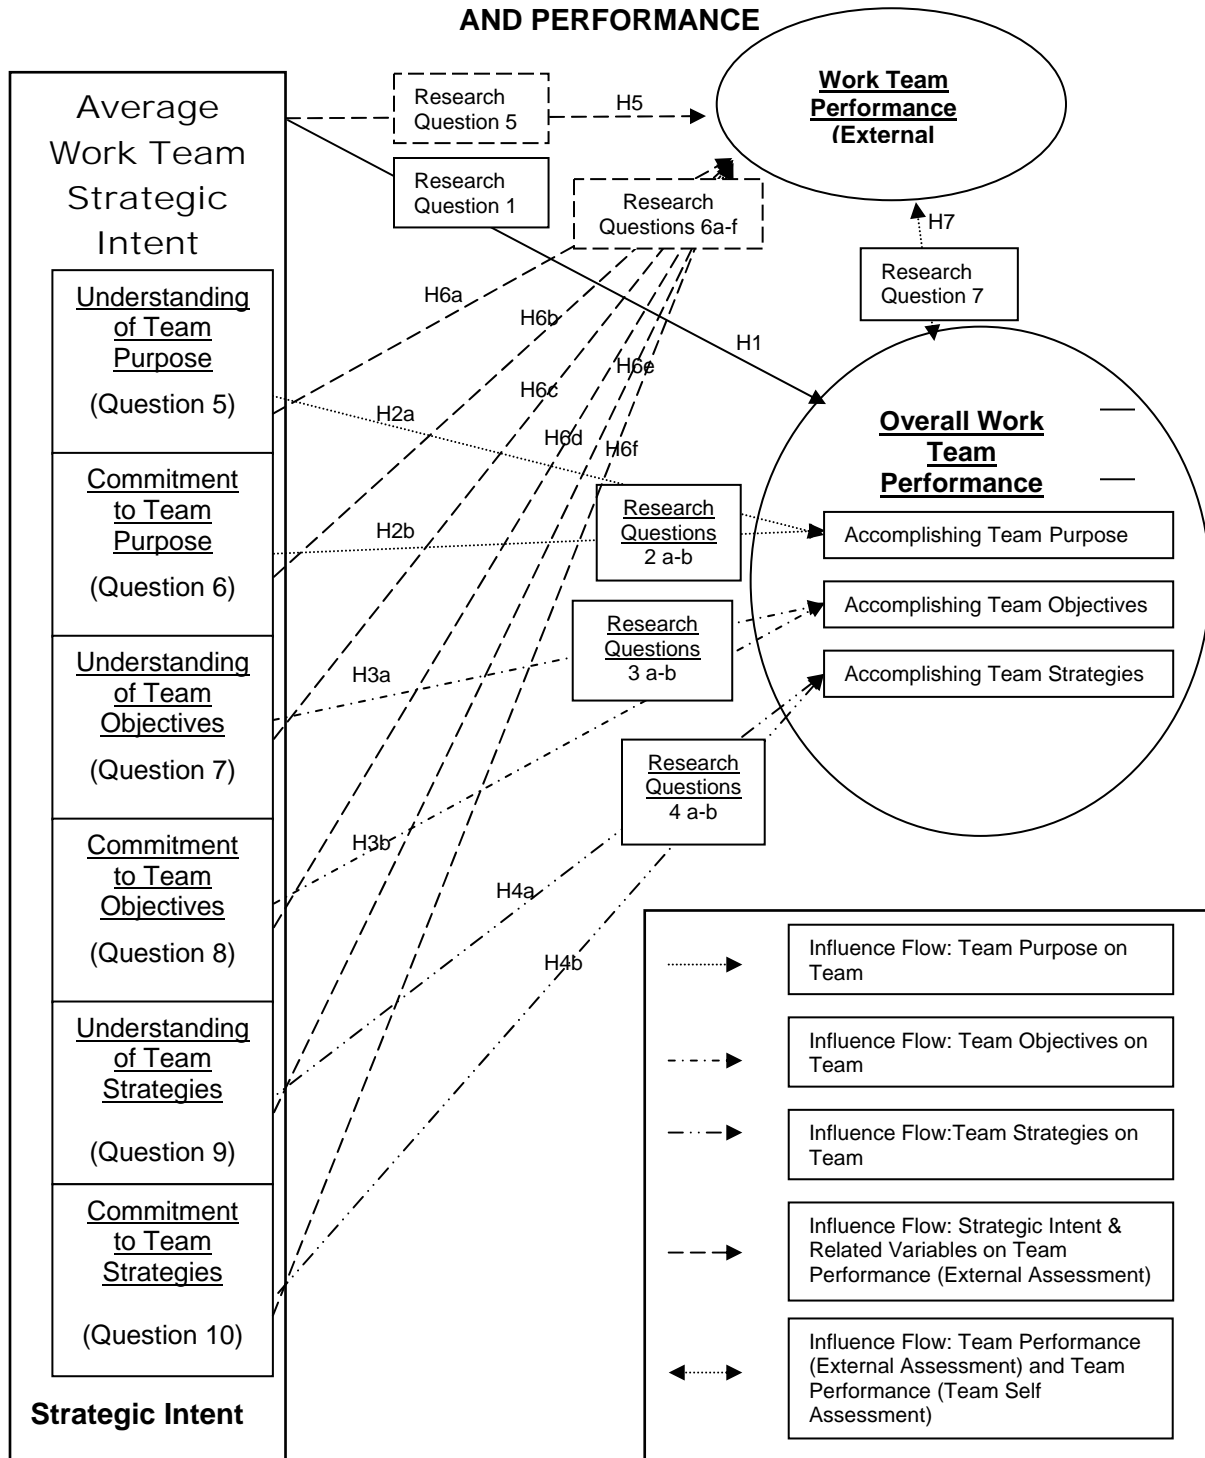 AND PERFORMANCE
Average
Work Team
Strategic
Intent
Understanding
of Team
Purpose
(Question 5)
Commitment
to Team
Purpose
(Question 6)
Understanding
of Team
Objectives
(Question 7)
Commitment
to Team
Objectives
(Question 8)
Understanding
of Team
Strategies
(Question 9)
Commitment
to Team
Strategies
(Question 10)
Strategic Intent
Research
Question 5
H5
Research
Question 1
Research
Questions 6a-f
Work Team
Performance
(External
H7
Research
Question 7
H6a
H6b
H6c
H6d
H6e
H6f
H1
H2a
H2b
Research
Questions
2 a-b
H3a
Research
Questions
3 a-b
H3b
Research
Questions
4 a-b
H4a
H4b
Overall Work
Team
Performance
Accomplishing Team Purpose
Accomplishing Team Objectives
Accomplishing Team Strategies
Influence Flow: Team Purpose on
Team
Influence Flow: Team Objectives on
Team
Influence Flow:Team Strategies on
Team
Influence Flow: Strategic Intent &
Related Variables on Team
Performance (External Assessment)
Influence Flow: Team Performance
(External Assessment) and Team
Performance (Team Self
Assessment)